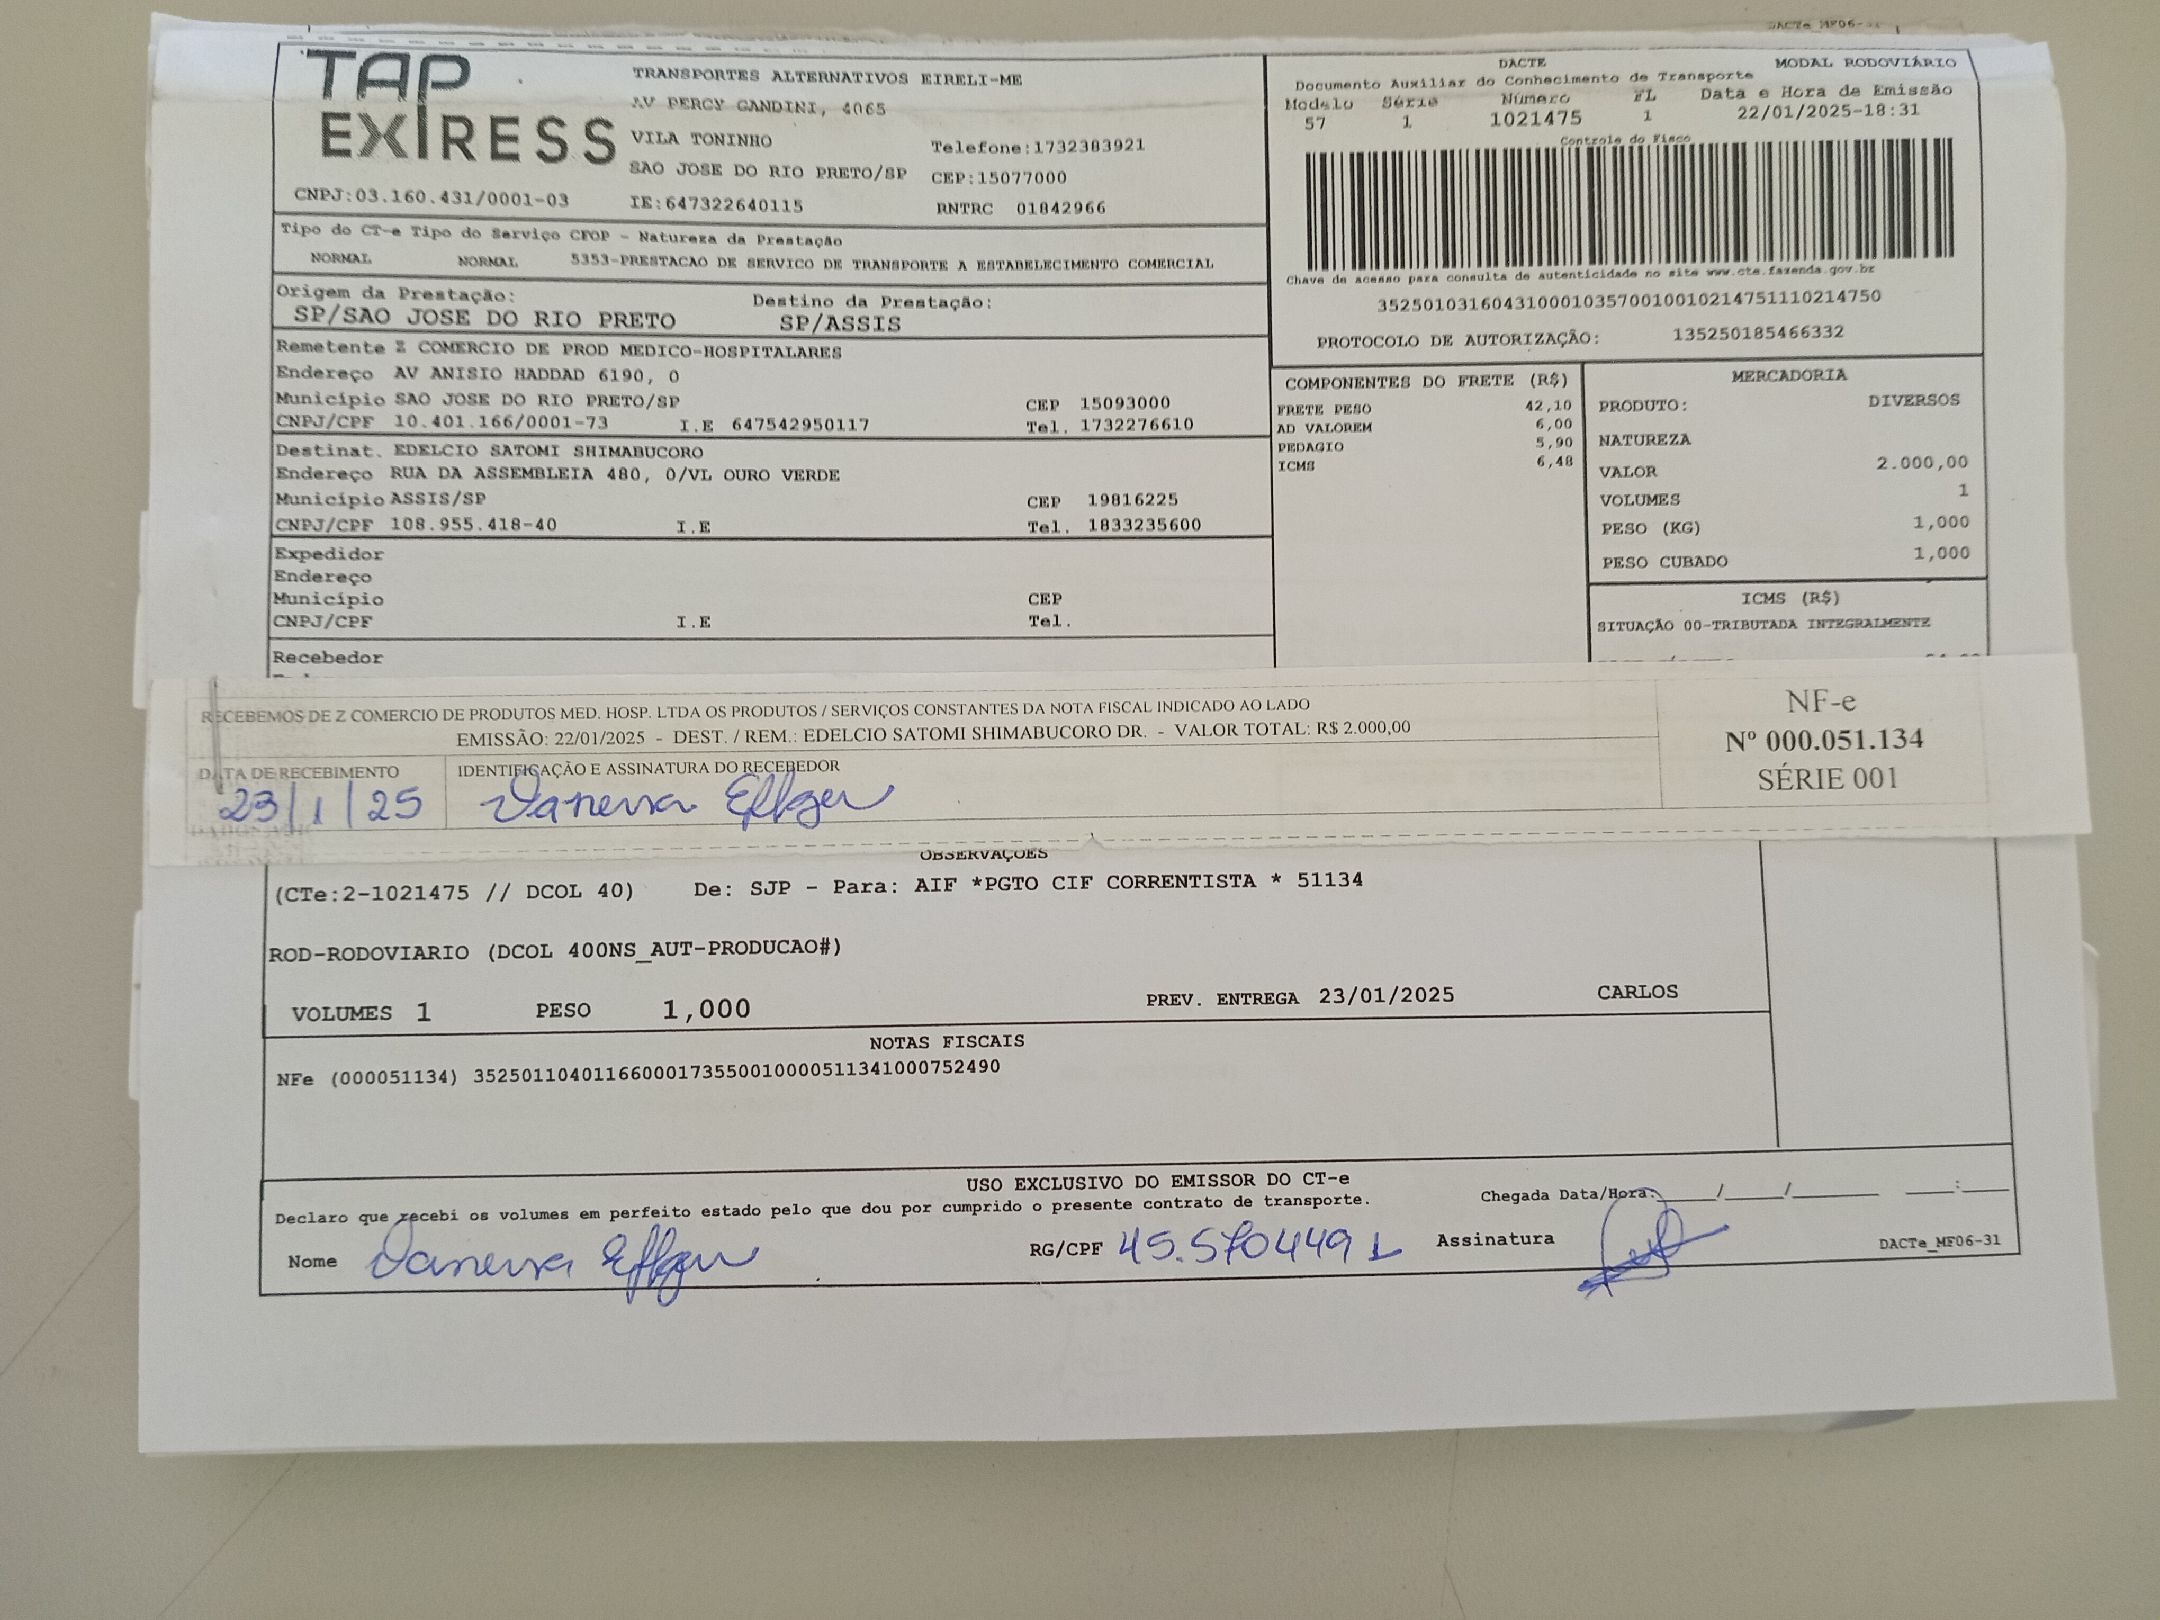 DACTe_MF06-31
TAP EXPRESS
TRANSPORTES ALTERNATIVOS EIRELI-ME
AV PERCY GANDINI, 4065
VILA TONINHO Telefone:1732383921
SAO JOSE DO RIO PRETO/SP CEP:15077000
CNPJ:03.160.431/0001-03 IE:647322640115 RNTRC 01842966
DACTE MODAL RODOVIÁRIO
Documento Auxiliar do Conhecimento de Transporte
Modelo Série Número FL Data e Hora de Emissão
57 1 1021475 1 22/01/2025-18:31
Controle do Fisco
Chave de acesso para consulta de autenticidade no site www.cte.fazenda.gov.br
35250103160431000103570010010214751110214750
PROTOCOLO DE AUTORIZAÇÃO: 135250185466332
Tipo do CT-e Tipo do Serviço CFOP - Natureza da Prestação
NORMAL NORMAL 5353-PRESTACAO DE SERVICO DE TRANSPORTE A ESTABELECIMENTO COMERCIAL
Origem da Prestação: Destino da Prestação:
SP/SAO JOSE DO RIO PRETO SP/ASSIS
Remetente Z COMERCIO DE PROD MEDICO-HOSPITALARES
Endereço AV ANISIO HADDAD 6190, 0
Município SAO JOSE DO RIO PRETO/SP CEP 15093000
CNPJ/CPF 10.401.166/0001-73 I.E 647542950117 Tel. 1732276610
Destinat. EDELCIO SATOMI SHIMABUCORO
Endereço RUA DA ASSEMBLEIA 480, 0/VL OURO VERDE
Município ASSIS/SP CEP 19816225
CNPJ/CPF 108.955.418-40 I.E Tel. 1833235600
Expedidor
Endereço
Município CEP
CNPJ/CPF I.E Tel.
Recebedor
COMPONENTES DO FRETE (R$)
FRETE PESO 42,10
AD VALOREM 6,00
PEDAGIO 5,90
ICMS 6,48
MERCADORIA
PRODUTO: DIVERSOS
NATUREZA
VALOR 2.000,00
VOLUMES 1
PESO (KG) 1,000
PESO CUBADO 1,000
ICMS (R$)
SITUAÇÃO 00-TRIBUTADA INTEGRALMENTE
RECEBEMOS DE Z COMERCIO DE PRODUTOS MED. HOSP. LTDA OS PRODUTOS / SERVIÇOS CONSTANTES DA NOTA FISCAL INDICADO AO LADO
EMISSÃO: 22/01/2025 - DEST. / REM.: EDELCIO SATOMI SHIMABUCORO DR. - VALOR TOTAL: R$ 2.000,00
DATA DE RECEBIMENTO IDENTIFICAÇÃO E ASSINATURA DO RECEBEDOR
23/1/25 Vanessa
NF-e
Nº 000.051.134
SÉRIE 001
OBSERVAÇOES
(CTe:2-1021475 // DCOL 40) De: SJP - Para: AIF *PGTO CIF CORRENTISTA * 51134
ROD-RODOVIARIO (DCOL 400NS_AUT-PRODUCAO#)
VOLUMES 1 PESO 1,000 PREV. ENTREGA 23/01/2025 CARLOS
NOTAS FISCAIS
NFe (000051134) 35250110401166000173550010000511341000752490
USO EXCLUSIVO DO EMISSOR DO CT-e
Declaro que recebi os volumes em perfeito estado pelo que dou por cumprido o presente contrato de transporte. Chegada Data/Hora:___/___/______ ___:___
Nome Vanessa RG/CPF 45.570449 1 Assinatura DACTe_MF06-31